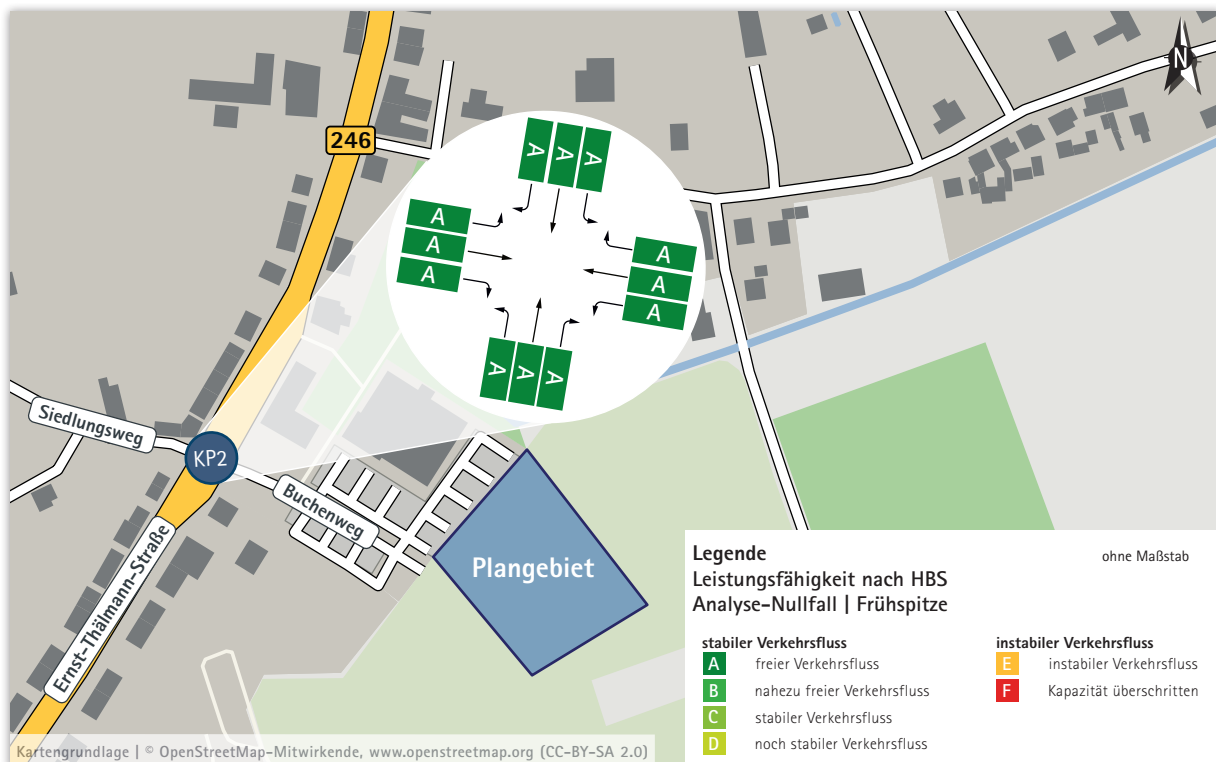 N
246
A
A
A
A
A
A
A
A
A
A
A
A
Siedlungsweg
KP2
Buchenweg
Ernst-Thälmann-Straße
Plangebiet
Legende
ohne Maßstab
Leistungsfähigkeit nach HBS
Analyse-Nullfall | Frühspitze
stabiler Verkehrsfluss
A freier Verkehrsfluss
B nahezu freier Verkehrsfluss
C stabiler Verkehrsfluss
D noch stabiler Verkehrsfluss
instabiler Verkehrsfluss
E instabiler Verkehrsfluss
F Kapazität überschritten
Kartengrundlage | © OpenStreetMap-Mitwirkende, www.openstreetmap.org (CC-BY-SA 2.0)